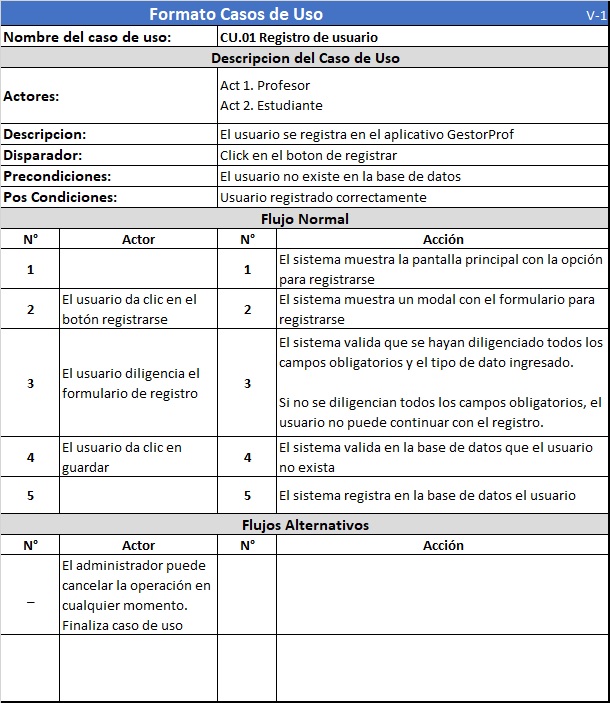 Formato Casos de Uso V-1
Nombre del caso de uso: CU.01 Registro de usuario
Descripcion del Caso de Uso
Actores:
Act 1. Profesor
Act 2. Estudiante
Descripcion: El usuario se registra en el aplicativo GestorProf
Disparador: Click en el boton de registrar
Precondiciones: El usuario no existe en la base de datos
Pos Condiciones: Usuario registrado correctamente
Flujo Normal
N° Actor N° Acción
1 1
El sistema muestra la pantalla principal con la opción
para registrarse
2
El usuario da clic en el
botón registrarse
2
El sistema muestra un modal con el formulario para
registrarse
3
El usuario diligencia el
formulario de registro
3
El sistema valida que se hayan diligenciado todos los
campos obligatorios y el tipo de dato ingresado.
Si no se diligencian todos los campos obligatorios, el
usuario no puede continuar con el registro.
4
El usuario da clic en
guardar
4
El sistema valida en la base de datos que el usuario
no exista
5 5 El sistema registra en la base de datos el usuario
Flujos Alternativos
N° Actor N° Acción
_
El administrador puede
cancelar la operación en
cualquier momento.
Finaliza caso de uso